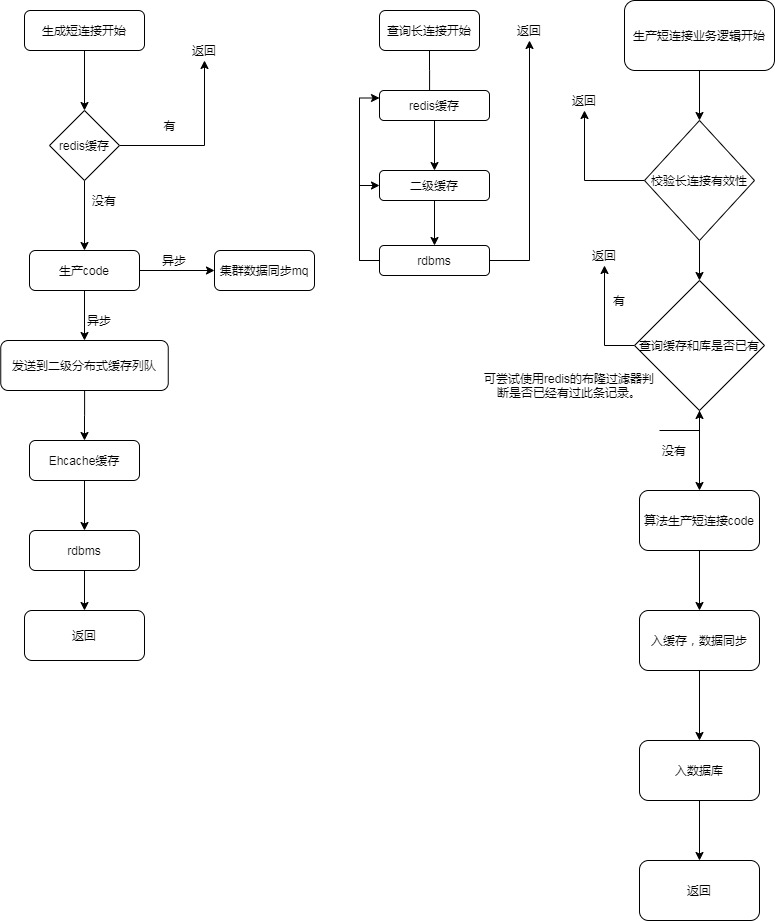 生成短连接开始
返回
redis缓存
有
没有
生产code
异步
集群数据同步mq
异步
发送到二级分布式缓存列队
Ehcache缓存
rdbms
返回
查询长连接开始
返回
redis缓存
二级缓存
rdbms
生产短连接业务逻辑开始
返回
校验长连接有效性
返回
有
查询缓存和库是否已有
可尝试使用redis的布隆过滤器判
断是否已经有过此条记录。
没有
算法生产短连接code
入缓存，数据同步
入数据库
返回